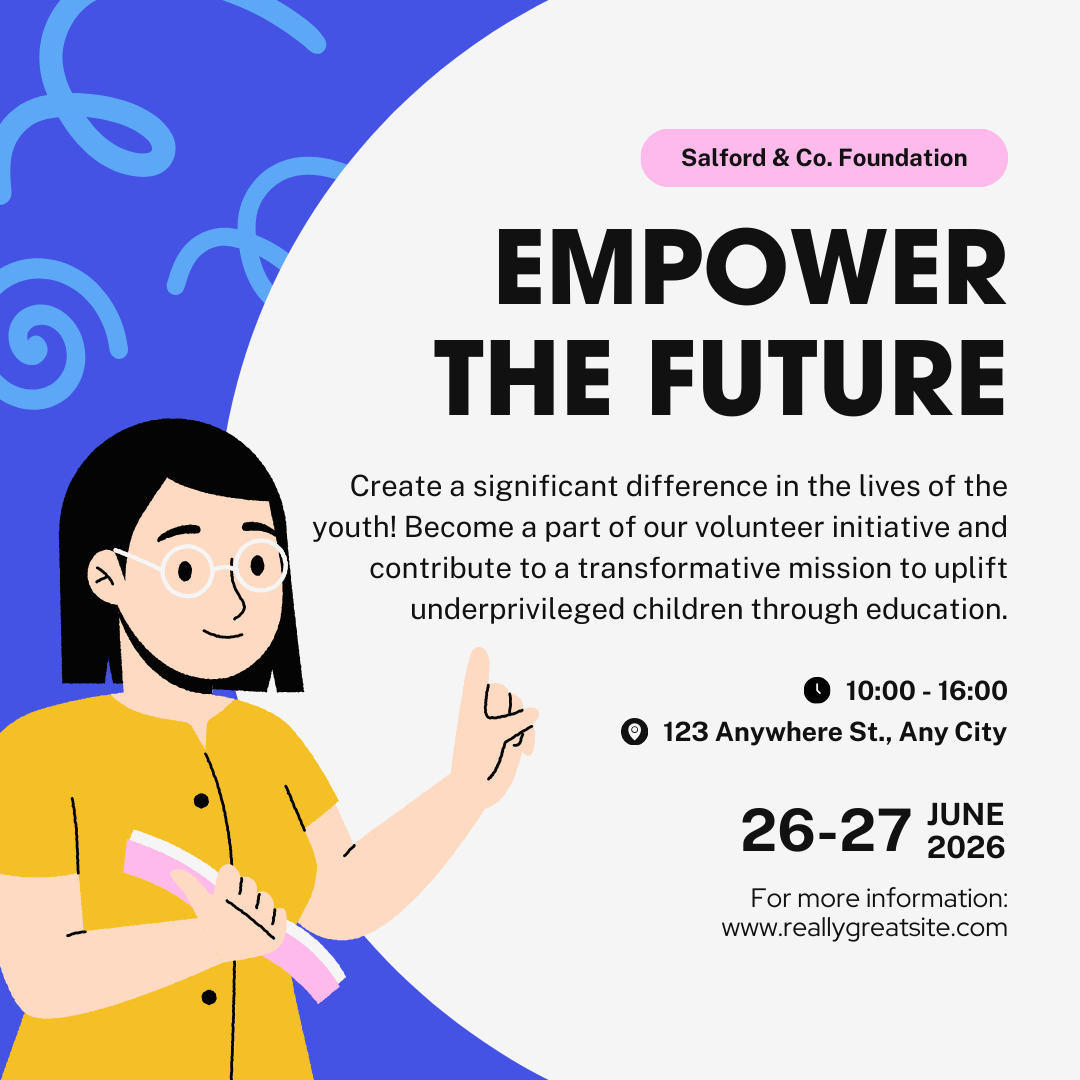 Salford & Co. Foundation
EMPOWER
THE FUTURE
Create a significant difference in the lives of the
youth! Become a part of our volunteer initiative and
contribute to a transformative mission to uplift
underprivileged children through education.
10:00 - 16:00
123 Anywhere St., Any City
26-27
JUNE
2026
For more information:
www.reallygreatsite.com